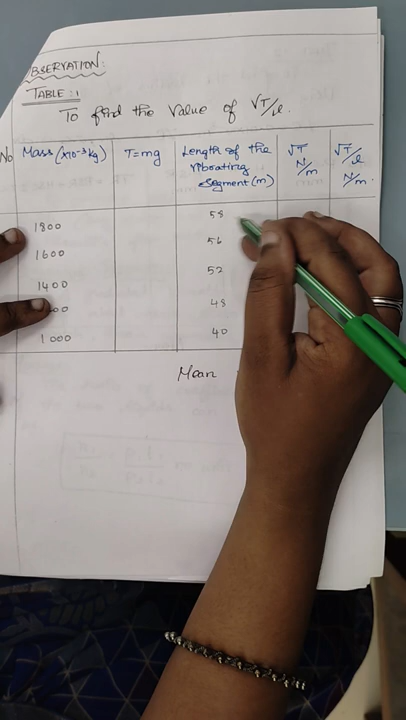 OBSERVATION:
TABLE: 1
To find the Value of √T/l.
No Mass (x10⁻³kg) T=mg Length of the vibrating segment (m) √T N/m √T/l N/m.
1800 58
1600 56
1400 52
00 48
1000 40
Mean